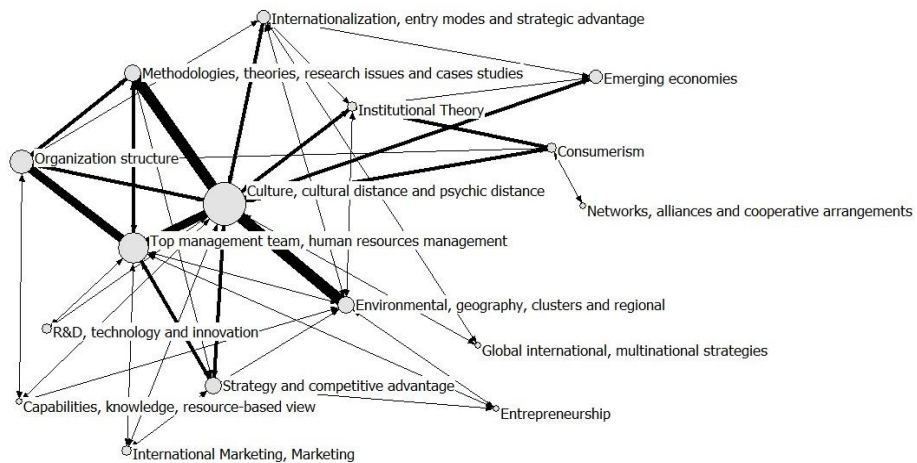 Internationalization, entry modes and strategic advantage
Methodologies, theories, research issues and cases studies
Emerging economies
Institutional Theory
Consumerism
Organization structure
Culture, cultural distance and psychic distance
Networks, alliances and cooperative arrangements
Top management team, human resources management
Environmental, geography, clusters and regional
R&D, technology and innovation
Global international, multinational strategies
Strategy and competitive advantage
Capabilities, knowledge, resource-based view
Entrepreneurship
International Marketing, Marketing